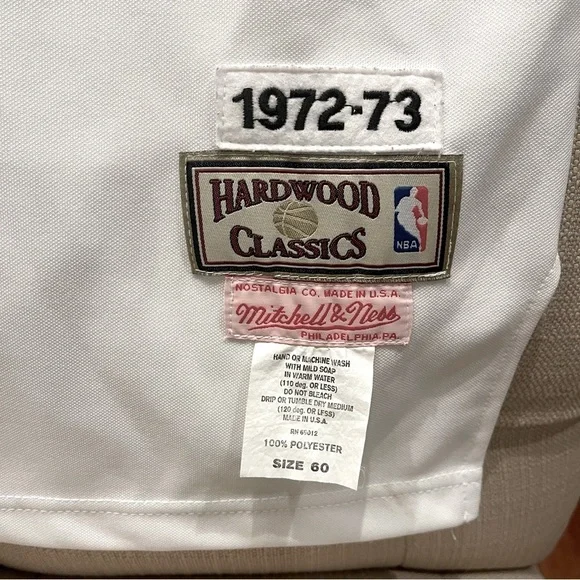 1972-73
HARDWOOD
CLASSICS
NBA
NOSTALGIA CO. MADE IN U.S.A.
Mitchell & Ness
PHILADELPHIA, PA
HAND OR MACHINE WASH
WITH MILD SOAP
IN WARM WATER
(110 deg. OR LESS)
DO NOT BLEACH
DRIP OR TUMBLE DRY MEDIUM
(120 deg. OR LESS)
MADE IN U.S.A.
RN 65012
100% POLYESTER
SIZE 60